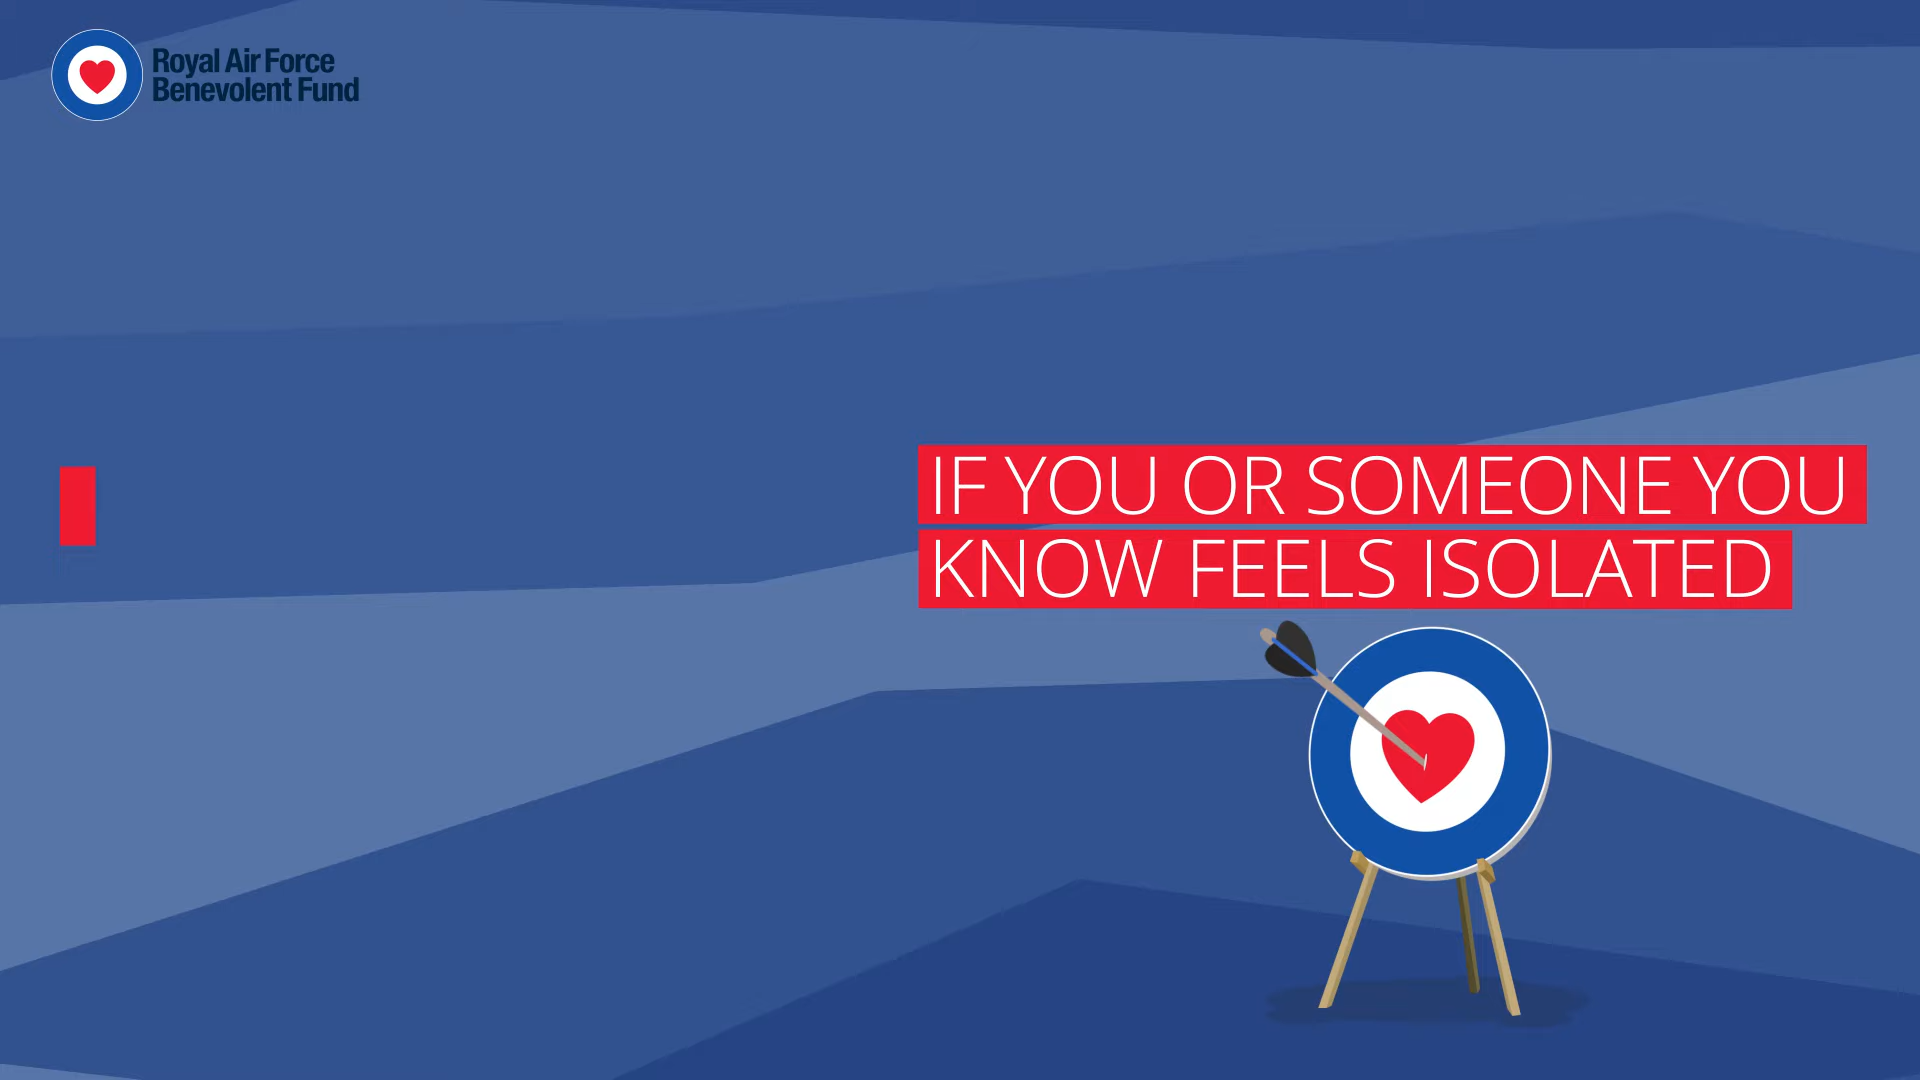 Royal Air Force
Benevolent Fund
IF YOU OR SOMEONE YOU
KNOW FEELS ISOLATED